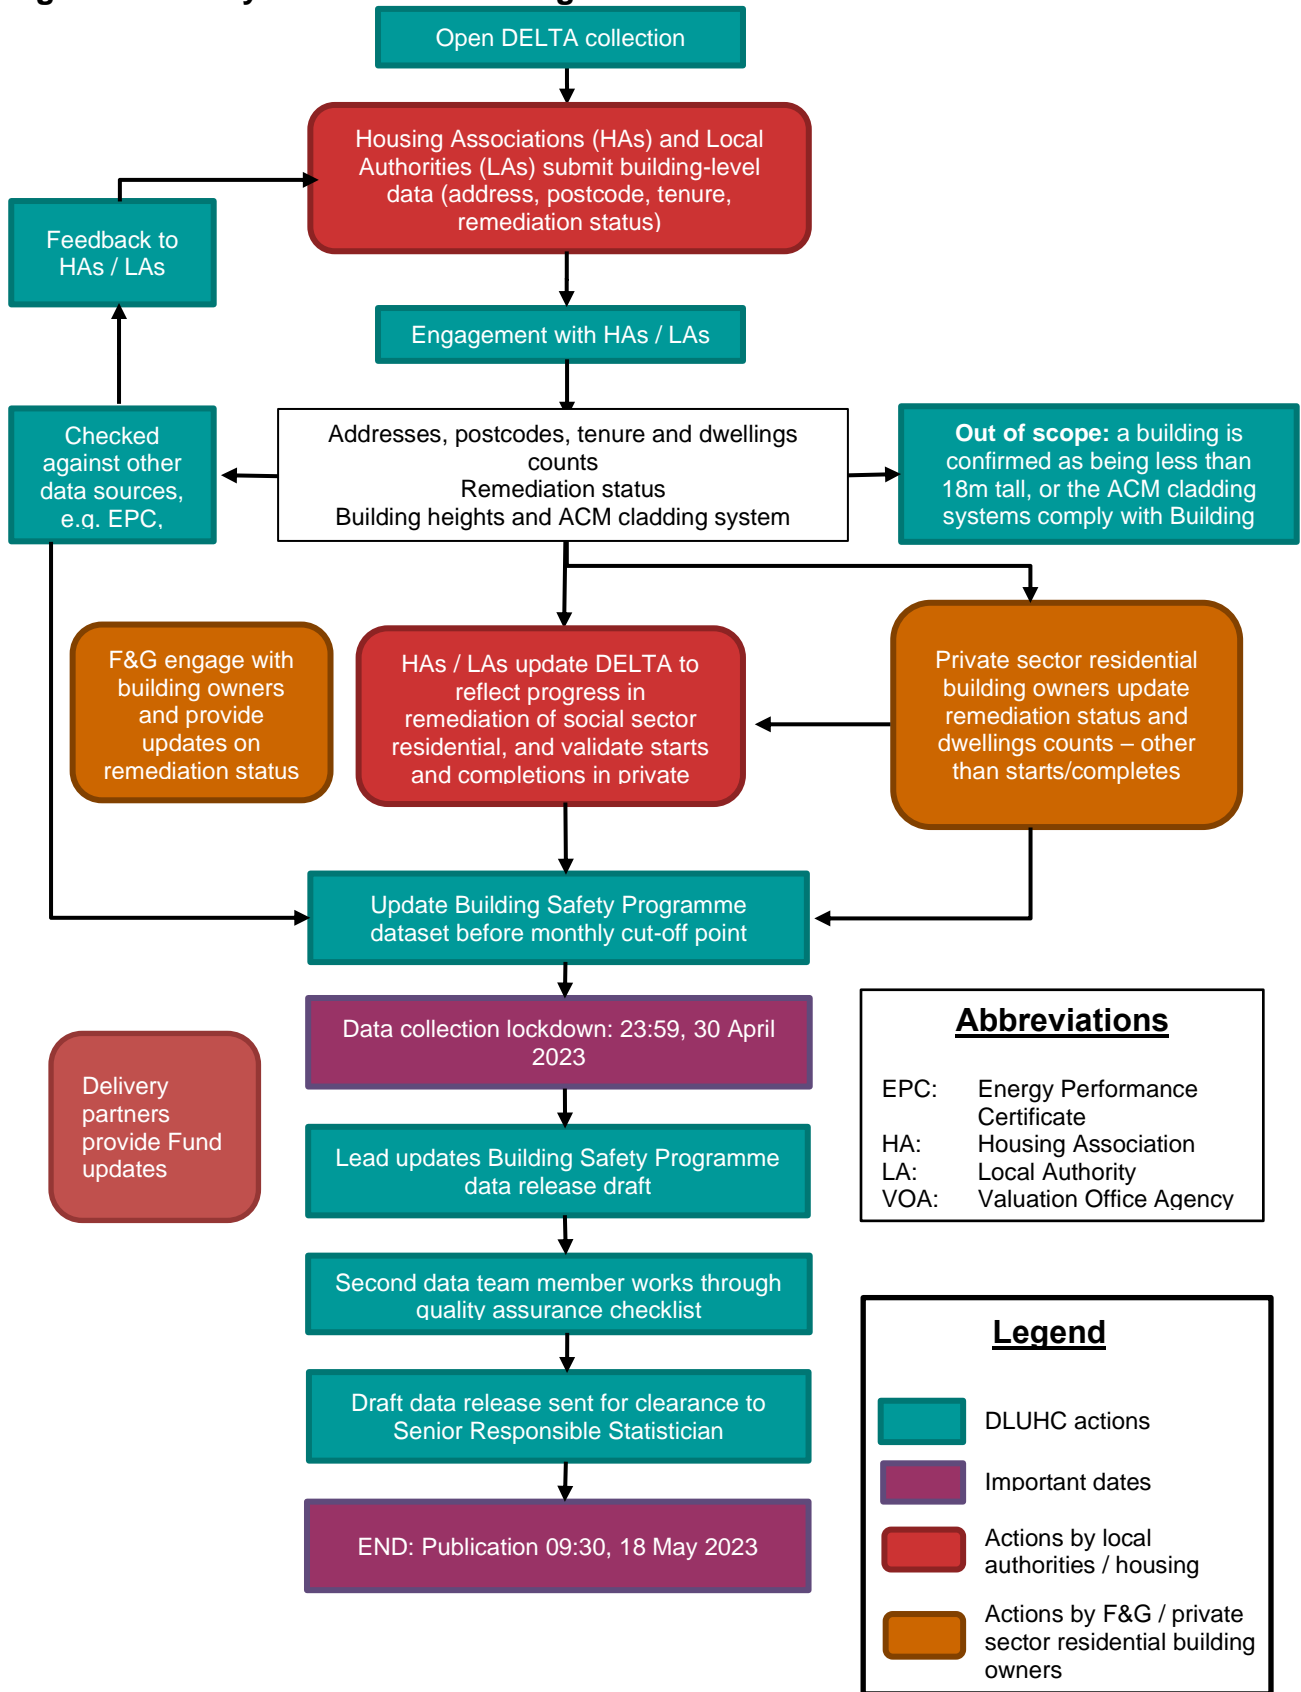 Open DELTA collection
Housing Associations (HAs) and Local
Authorities (LAs) submit building-level
data (address, postcode, tenure,
remediation status)
Feedback to
HAs / LAs
Engagement with HAs / LAs
Checked
against other
data sources,
e.g. EPC,
Addresses, postcodes, tenure and dwellings
counts
Remediation status
Building heights and ACM cladding system
Out of scope: a building is
confirmed as being less than
18m tall, or the ACM cladding
systems comply with Building
F&G engage with
building owners
and provide
updates on
remediation status
HAs / LAs update DELTA to
reflect progress in
remediation of social sector
residential, and validate starts
and completions in private
Private sector residential
building owners update
remediation status and
dwellings counts – other
than starts/completes
Update Building Safety Programme
dataset before monthly cut-off point
Data collection lockdown: 23:59, 30 April
2023
Delivery
partners
provide Fund
updates
Lead updates Building Safety Programme
data release draft
Second data team member works through
quality assurance checklist
Draft data release sent for clearance to
Senior Responsible Statistician
END: Publication 09:30, 18 May 2023
Abbreviations
EPC: Energy Performance
Certificate
HA: Housing Association
LA: Local Authority
VOA: Valuation Office Agency
Legend
DLUHC actions
Important dates
Actions by local
authorities / housing
Actions by F&G / private
sector residential building
owners